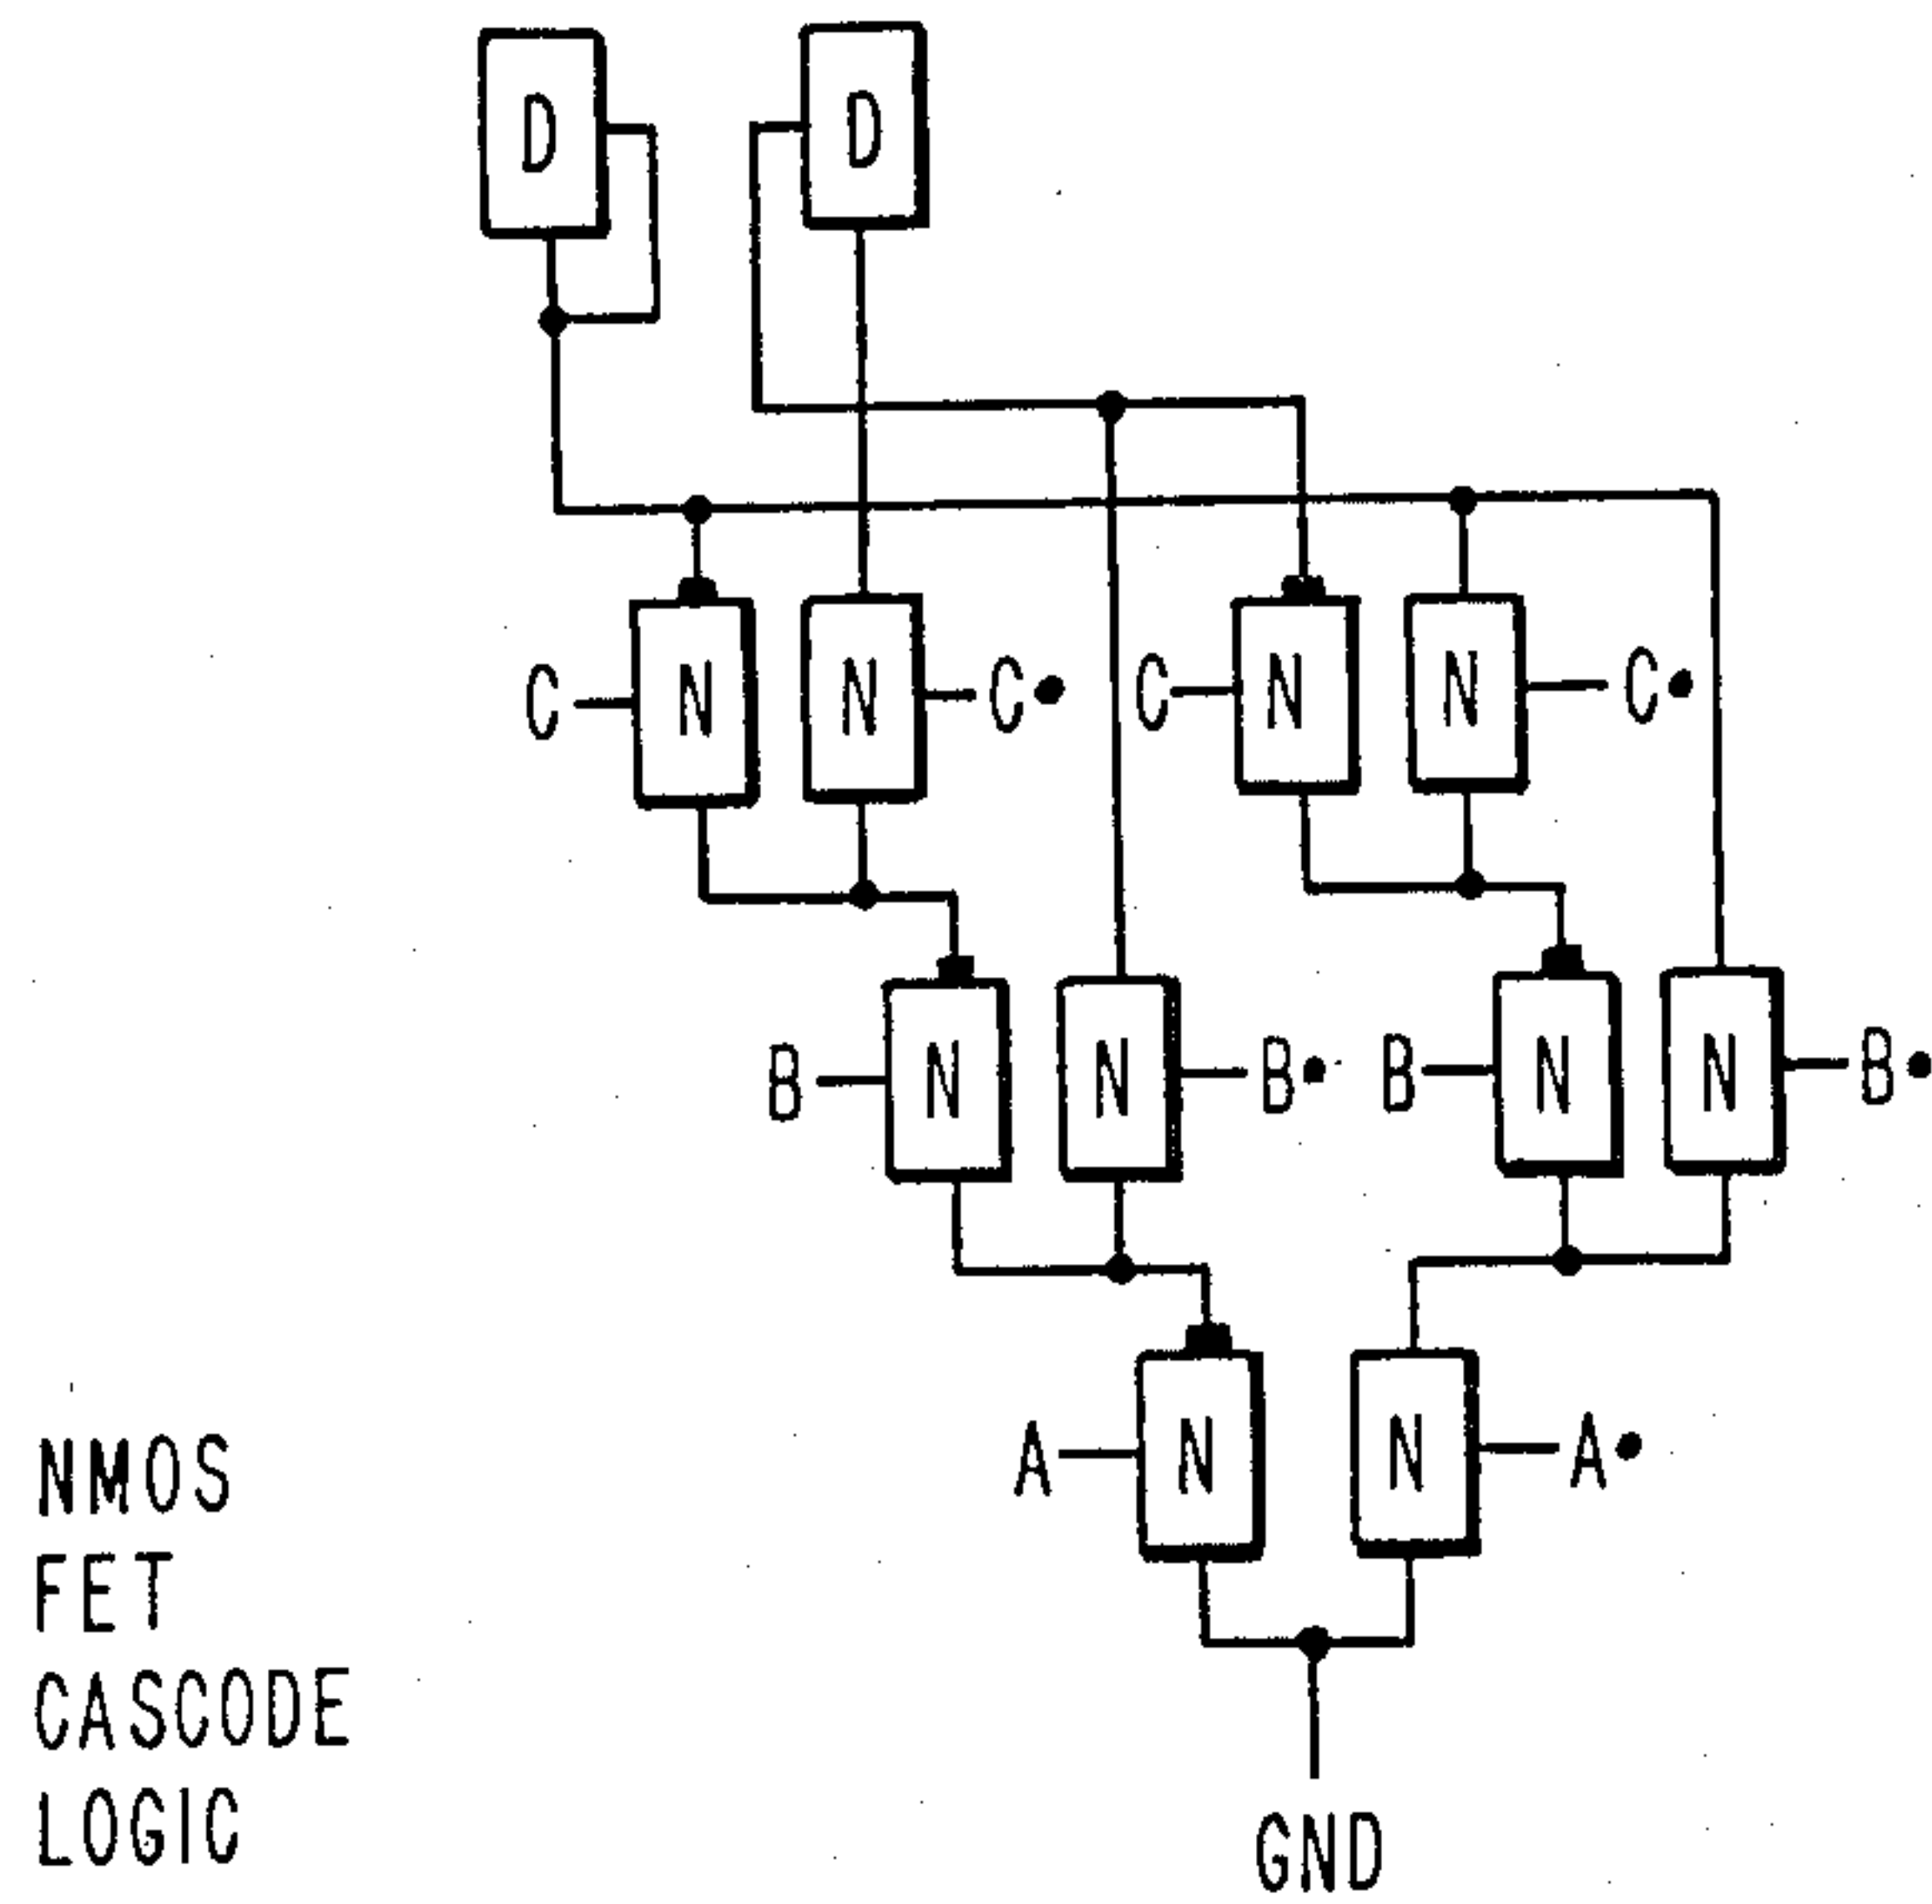 D D
C N N C• C N N C•
B N N B• B N N B•
A N N A•
NMOS
FET
CASCODE
LOGIC
GND